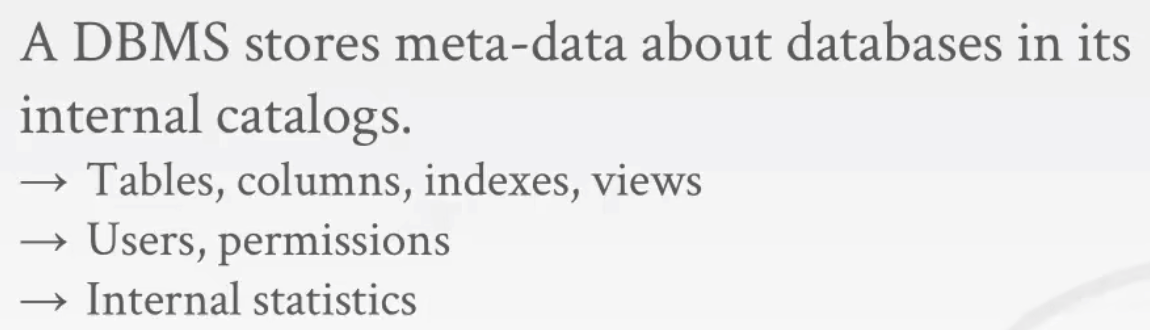 A DBMS stores meta-data about databases in its
internal catalogs.
→ Tables, columns, indexes, views
→ Users, permissions
→ Internal statistics